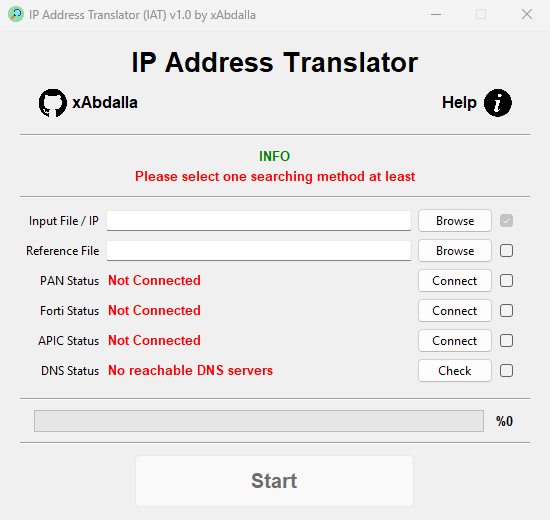 IP Address Translator (IAT) v1.0 by xAbdalla
IP Address Translator
xAbdalla Help
INFO
Please select one searching method at least
Input File / IP Browse
Reference File Browse
PAN Status Not Connected Connect
Forti Status Not Connected Connect
APIC Status Not Connected Connect
DNS Status No reachable DNS servers Check
%0
Start